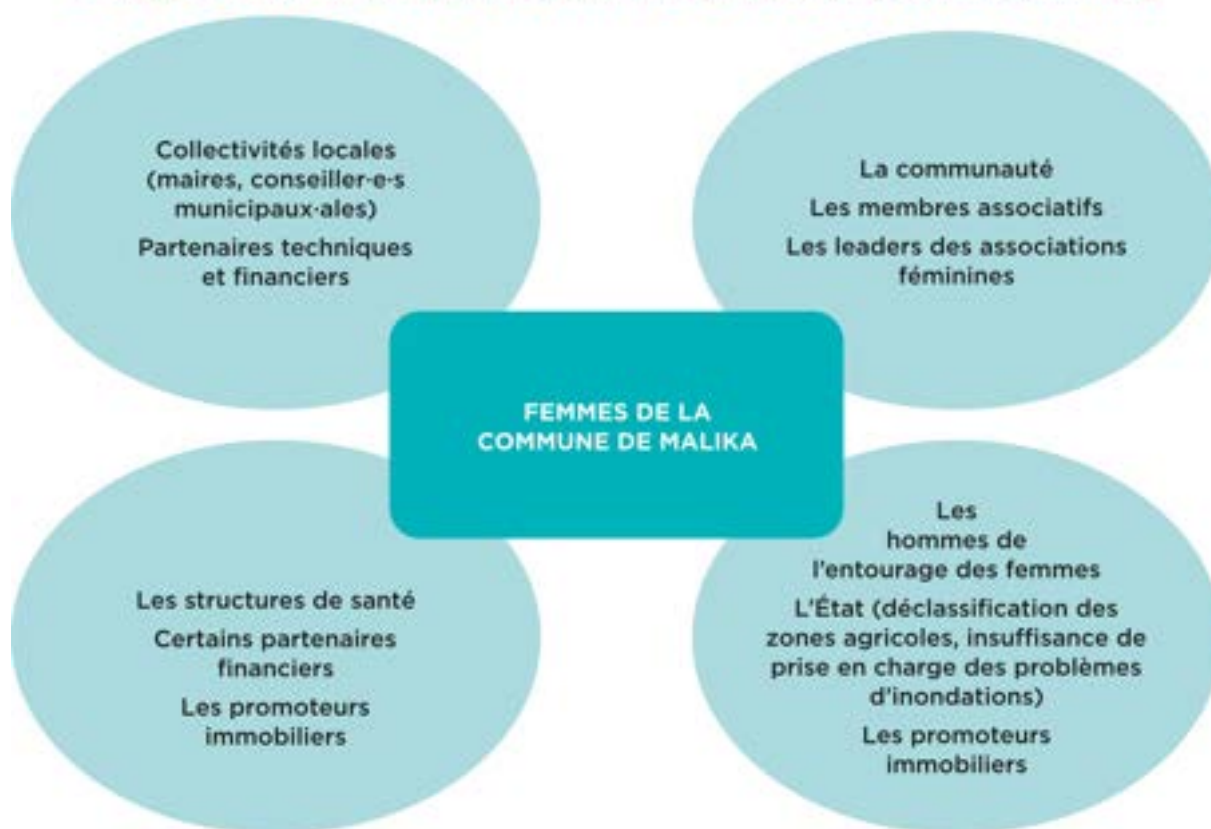 Collectivités locales
(maires, conseiller·e·s
municipaux·ales)
Partenaires techniques
et financiers
La communauté
Les membres associatifs
Les leaders des associations
féminines
FEMMES DE LA
COMMUNE DE MALIKA
Les structures de santé
Certains partenaires
financiers
Les promoteurs
immobiliers
Les
hommes de
l'entourage des femmes
L'État (déclassification des
zones agricoles, insuffisance de
prise en charge des problèmes
d'inondations)
Les promoteurs
immobiliers